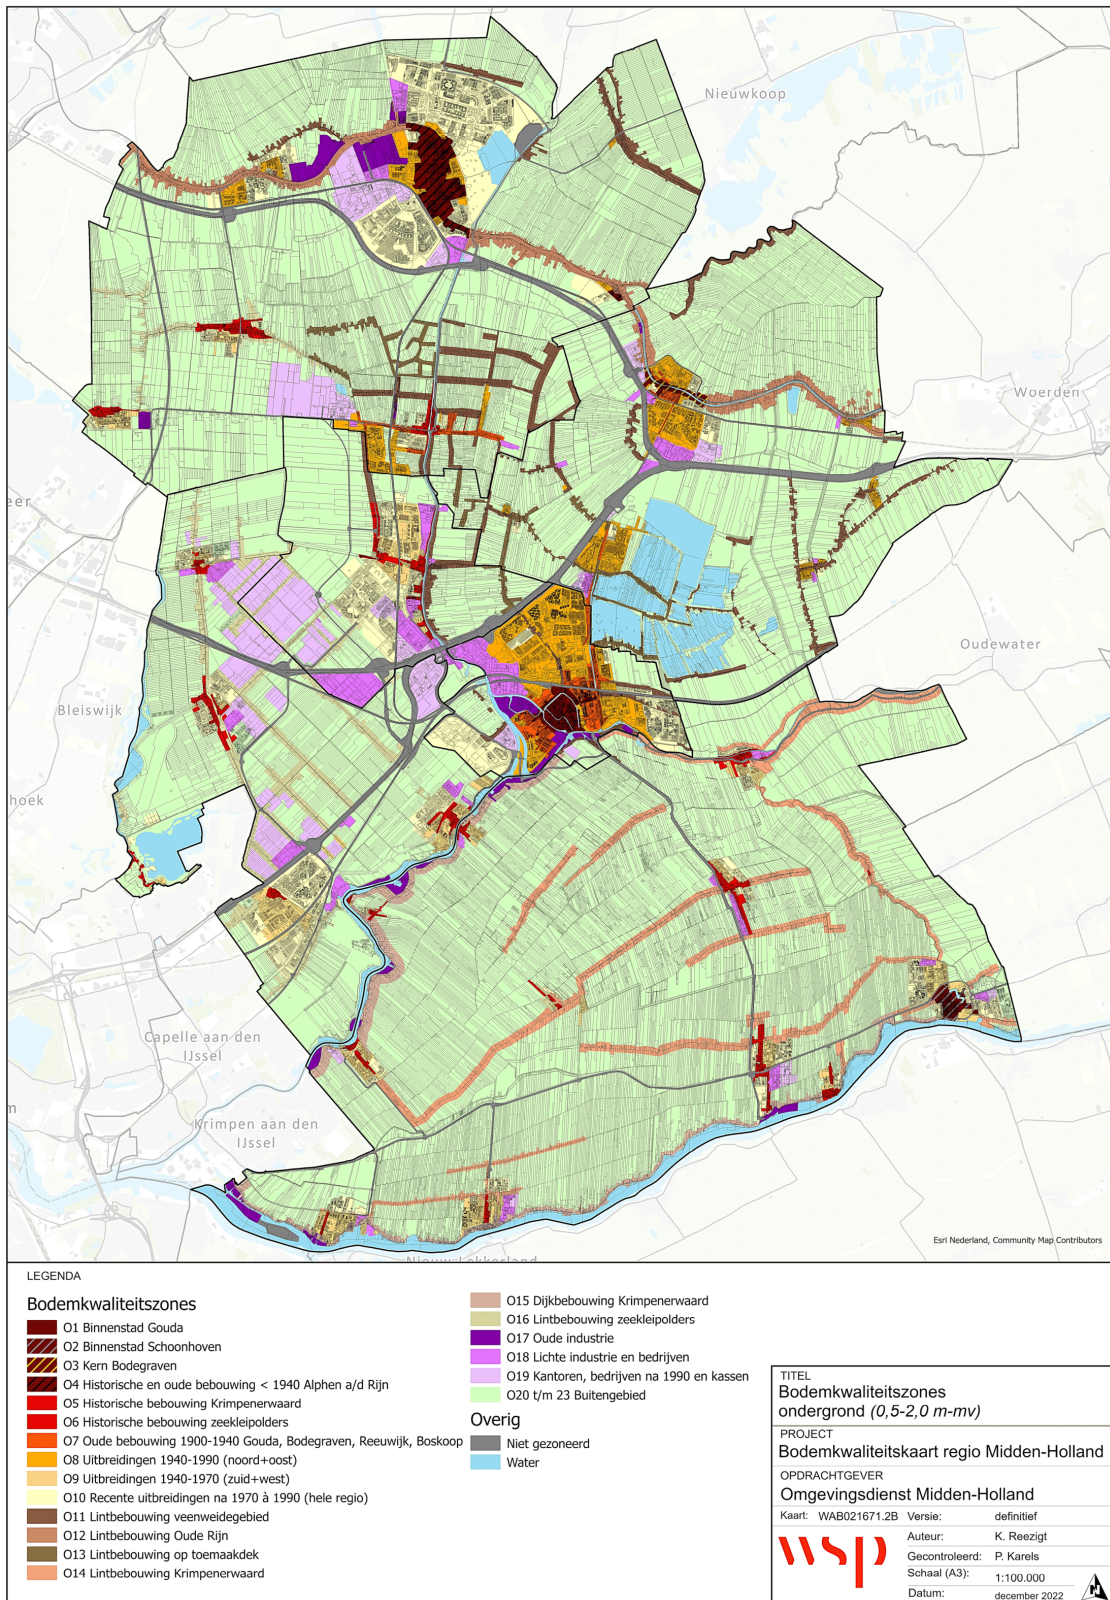 Nieuwkoop
Woerden
eer
Oudewater
Bleiswijk
hoek
Capelle aan den
IJssel
m
Krimpen aan den
IJssel
Nieuw-Lekkerland
Esri Nederland, Community Map Contributors
LEGENDA
Bodemkwaliteitszones
O1 Binnenstad Gouda
O2 Binnenstad Schoonhoven
O3 Kern Bodegraven
O4 Historische en oude bebouwing < 1940 Alphen a/d Rijn
O5 Historische bebouwing Krimpenerwaard
O6 Historische bebouwing zeekleipolders
O7 Oude bebouwing 1900-1940 Gouda, Bodegraven, Reeuwijk, Boskoop
O8 Uitbreidingen 1940-1990 (noord+oost)
O9 Uitbreidingen 1940-1970 (zuid+west)
O10 Recente uitbreidingen na 1970 à 1990 (hele regio)
O11 Lintbebouwing veenweidegebied
O12 Lintbebouwing Oude Rijn
O13 Lintbebouwing op toemaakdek
O14 Lintbebouwing Krimpenerwaard
O15 Dijkbebouwing Krimpenerwaard
O16 Lintbebouwing zeekleipolders
O17 Oude industrie
O18 Lichte industrie en bedrijven
O19 Kantoren, bedrijven na 1990 en kassen
O20 t/m 23 Buitengebied
Overig
Niet gezoneerd
Water
TITEL
Bodemkwaliteitszones
ondergrond (0,5-2,0 m-mv)
PROJECT
Bodemkwaliteitskaart regio Midden-Holland
OPDRACHTGEVER
Omgevingsdienst Midden-Holland
Kaart: WAB021671.2B Versie: definitief
wsp
Auteur: K. Reezigt
Gecontroleerd: P. Karels
Schaal (A3): 1:100.000
Datum: december 2022
N